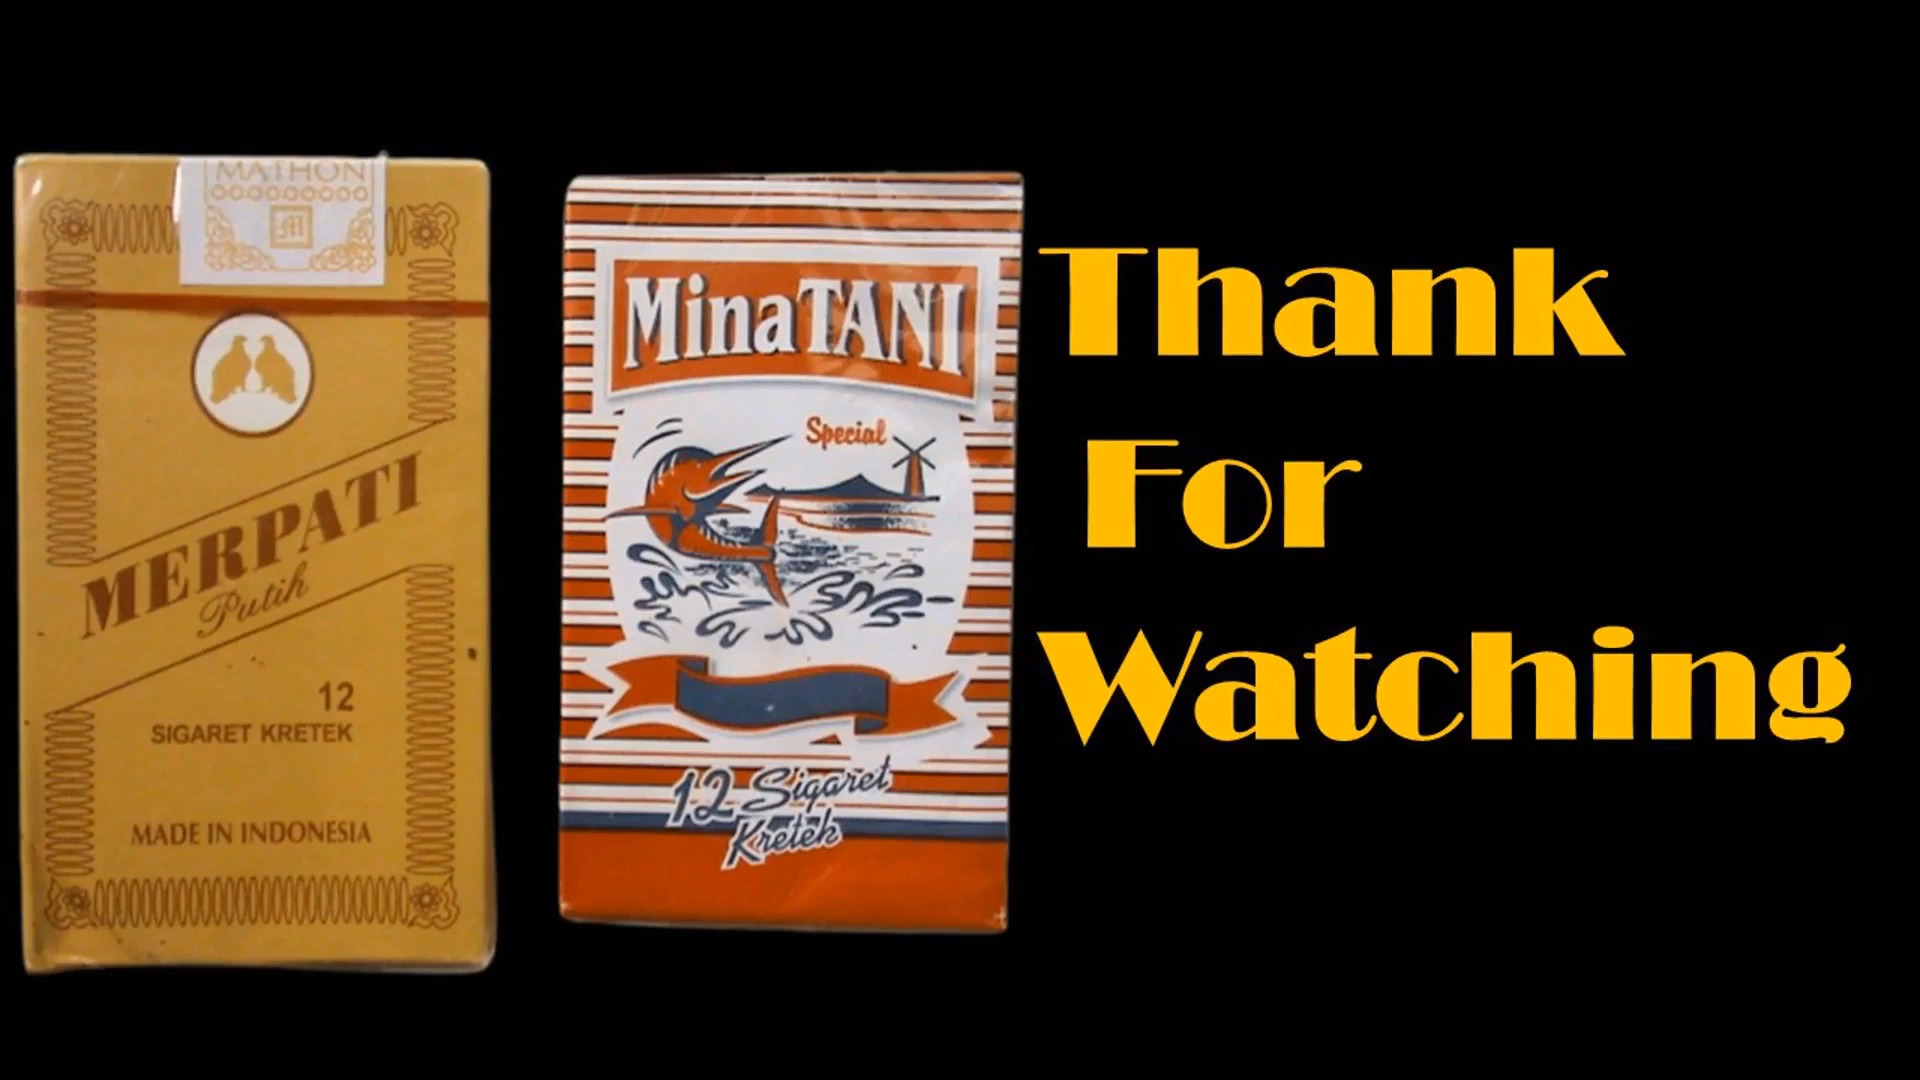 MATHON
M
MERPATI
Putih
12
SIGARET KRETEK
MADE IN INDONESIA
MinaTANI
Special
12 Sigaret
Kretek
Thank
For
Watching